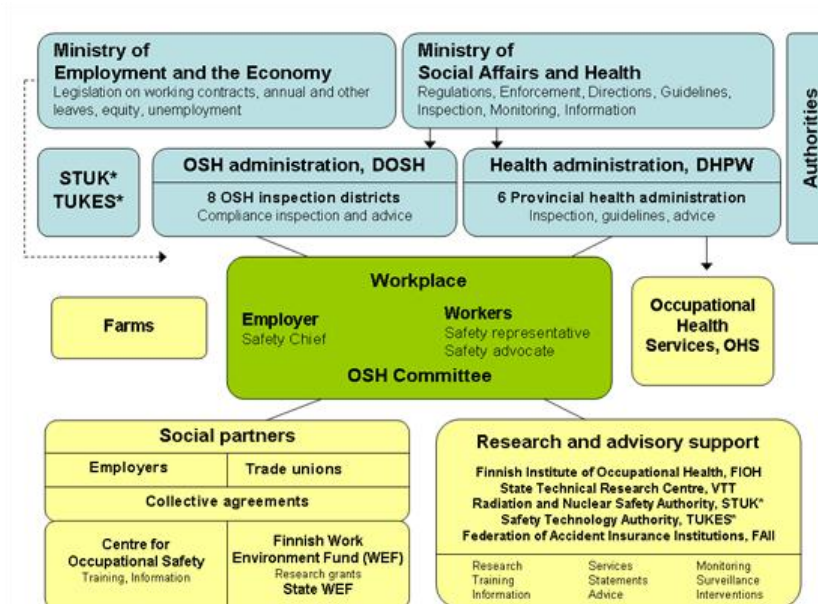 Ministry of
Employment and the Economy
Legislation on working contracts, annual and other
leaves, equity, unemployment
Ministry of
Social Affairs and Health
Regulations, Enforcement, Directions, Guidelines,
Inspection, Monitoring, Information
Authorities
STUK*
TUKES*
OSH administration, DOSH
8 OSH inspection districts
Compliance inspection and advice
Health administration, DHPW
6 Provincial health administration
Inspection, guidelines, advice
Farms
Workplace
Employer
Safety Chief
Workers
Safety representative
Safety advocate
OSH Committee
Occupational
Health
Services, OHS
Social partners
Employers
Trade unions
Collective agreements
Centre for
Occupational Safety
Training, Information
Finnish Work
Environment Fund (WEF)
Research grants
State WEF
Research and advisory support
Finnish Institute of Occupational Health, FIOH
State Technical Research Centre, VTT
Radiation and Nuclear Safety Authority, STUK*
Safety Technology Authority, TUKES*
Federation of Accident Insurance Institutions, FAII
Research
Training
Information
Services
Statements
Advice
Monitoring
Surveillance
Interventions